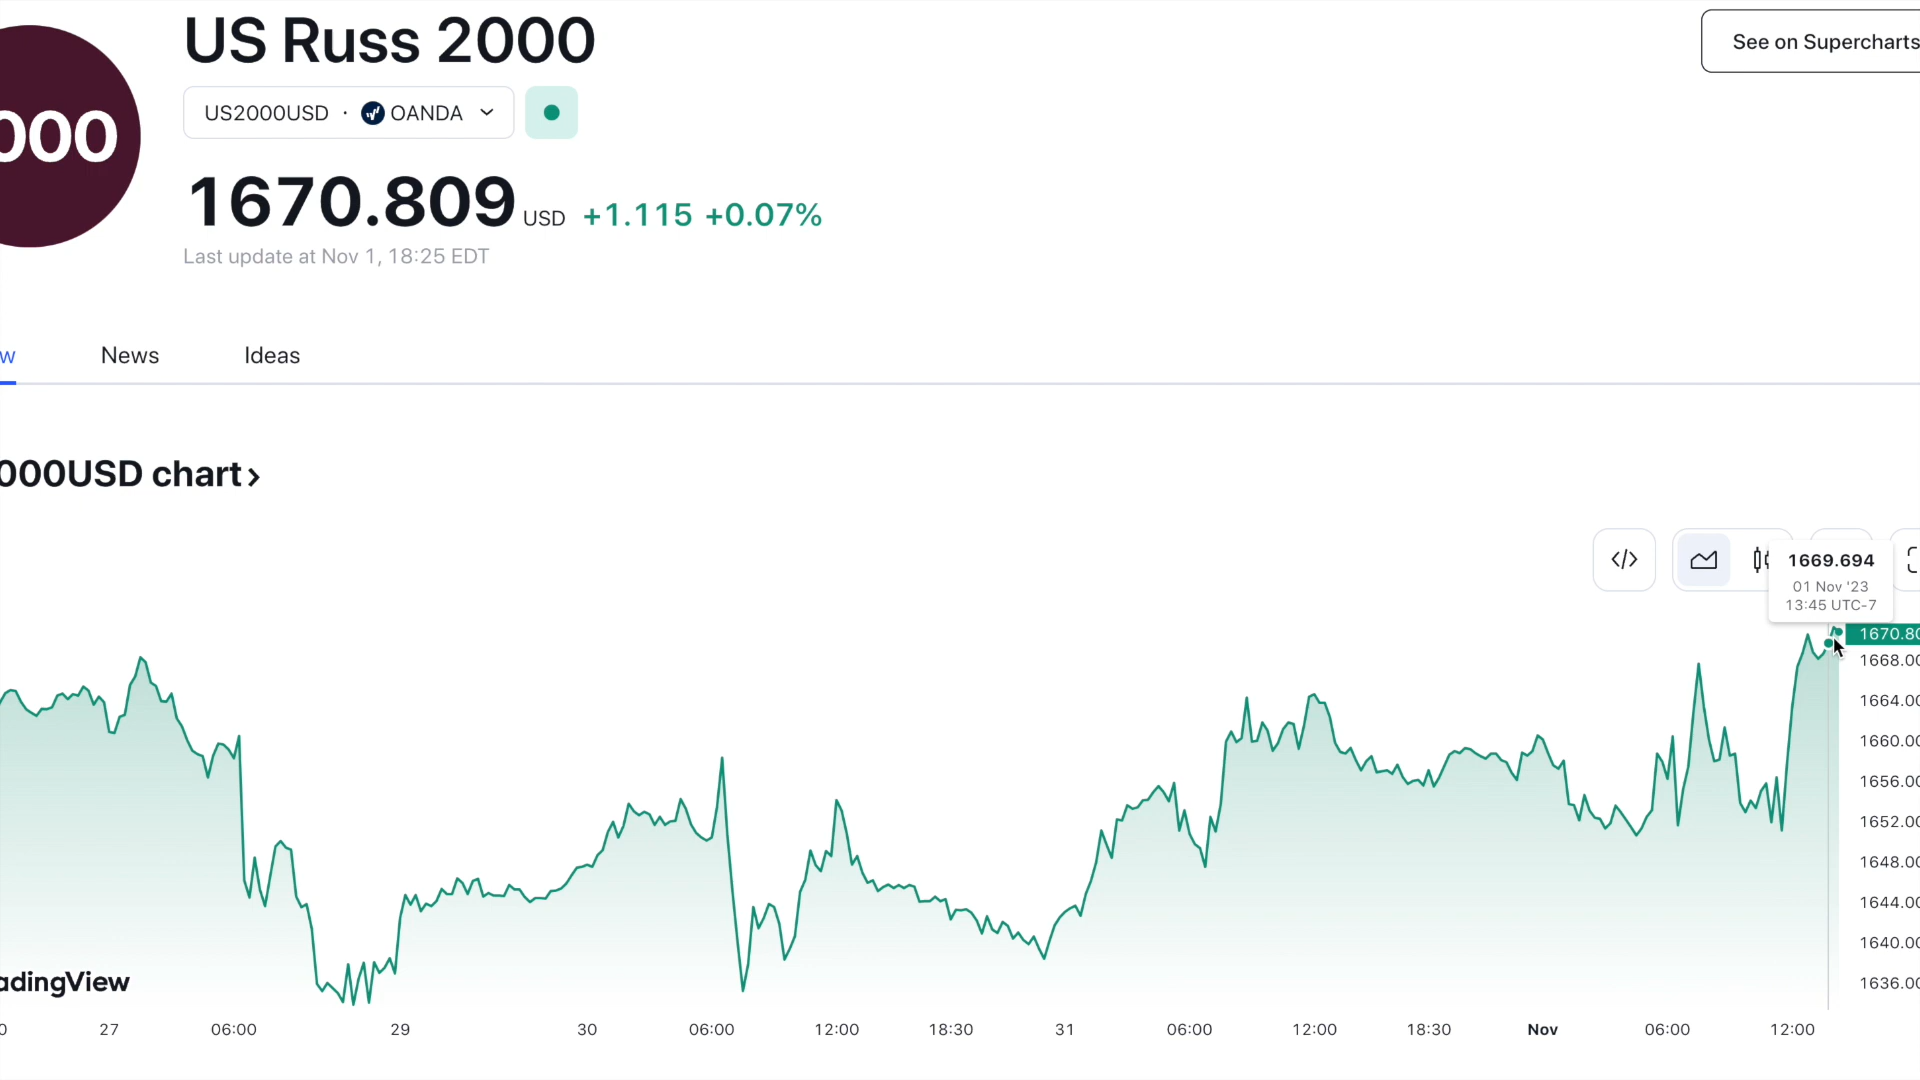 US Russ 2000
See on Supercharts
000
US2000USD · OANDA
1670.809 USD +1.115 +0.07%
Last update at Nov 1, 18:25 EDT
w News Ideas
000USD chart
1669.694
01 Nov '23
13:45 UTC-7
1670.80
1668.00
1664.00
1660.00
1656.00
1652.00
1648.00
1644.00
1640.00
1636.00
adingView
0 27 06:00 29 30 06:00 12:00 18:30 31 06:00 12:00 18:30 Nov 06:00 12:00